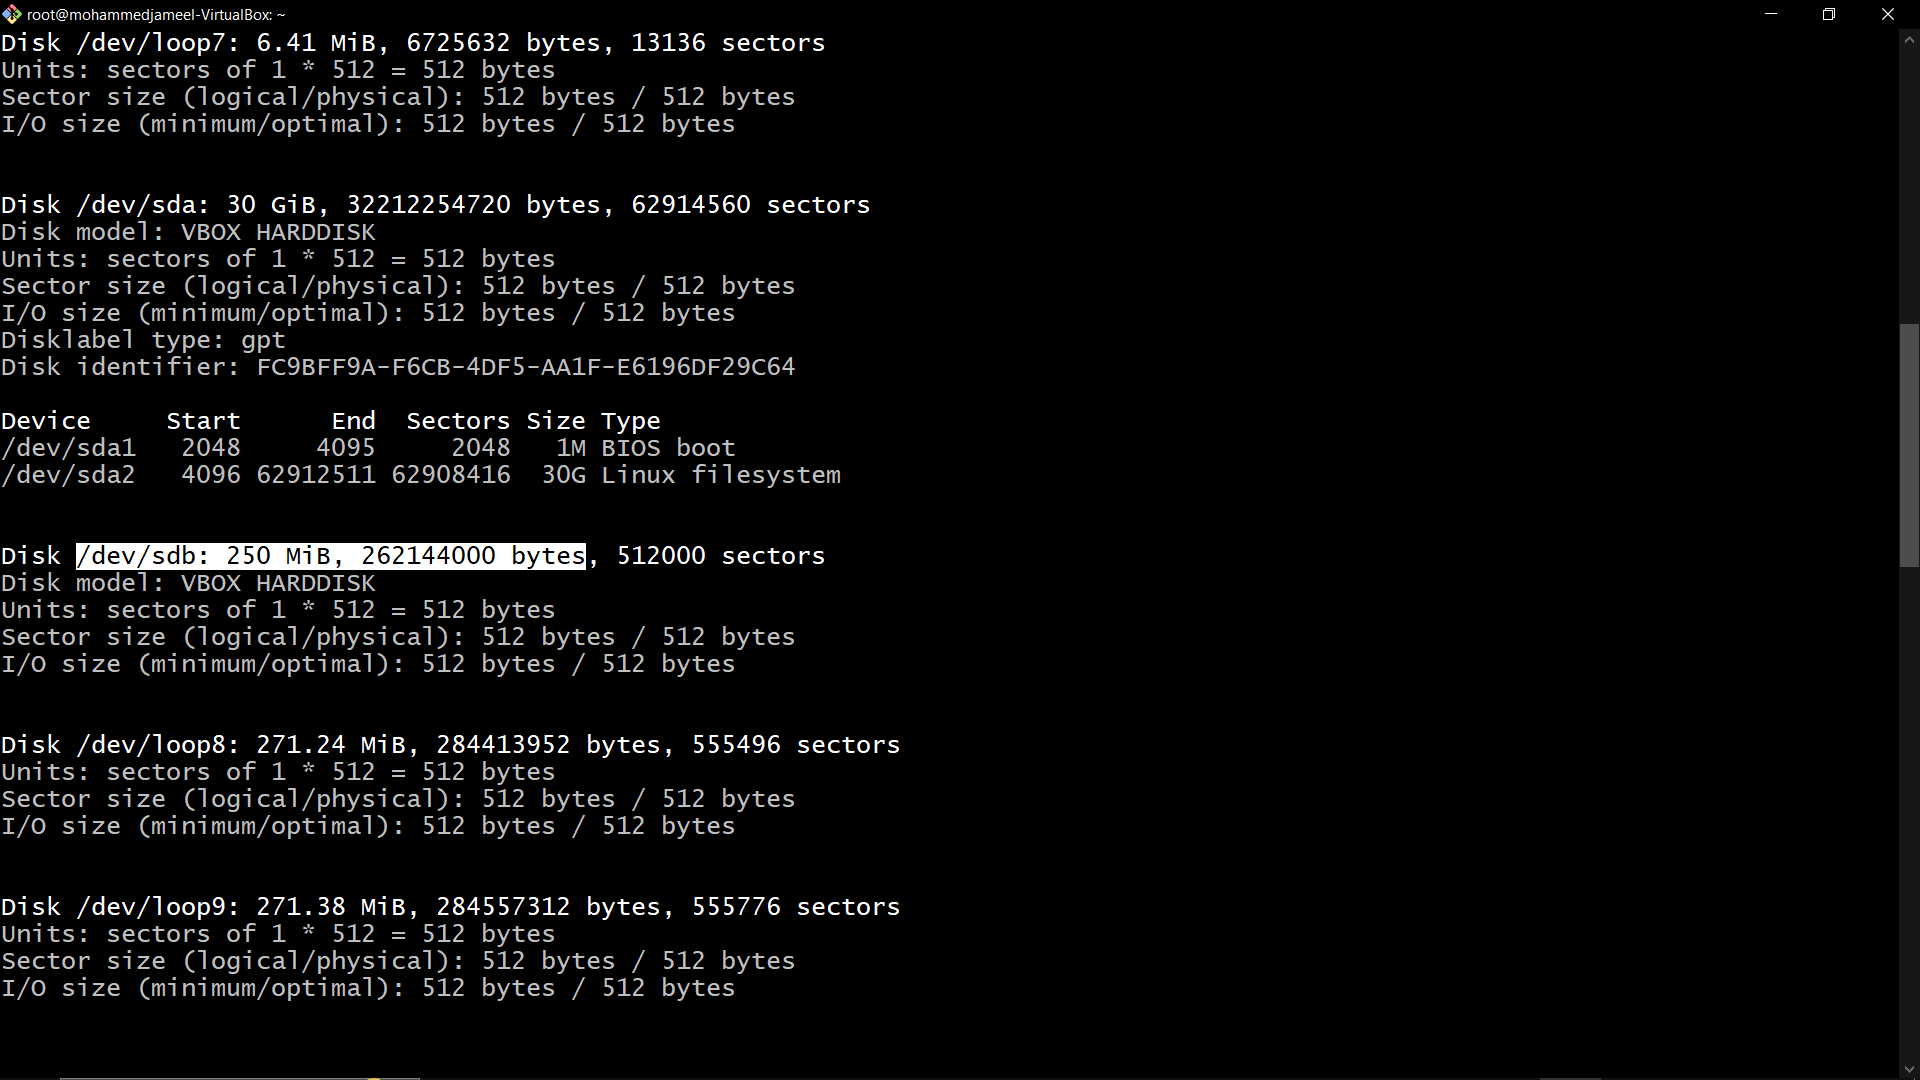 root@mohammedjameel-VirtualBox: ~
Disk /dev/loop7: 6.41 MiB, 6725632 bytes, 13136 sectors
Units: sectors of 1 * 512 = 512 bytes
Sector size (logical/physical): 512 bytes / 512 bytes
I/O size (minimum/optimal): 512 bytes / 512 bytes
Disk /dev/sda: 30 GiB, 32212254720 bytes, 62914560 sectors
Disk model: VBOX HARDDISK
Units: sectors of 1 * 512 = 512 bytes
Sector size (logical/physical): 512 bytes / 512 bytes
I/O size (minimum/optimal): 512 bytes / 512 bytes
Disklabel type: gpt
Disk identifier: FC9BFF9A-F6CB-4DF5-AA1F-E6196DF29C64
Device     Start      End  Sectors Size Type
/dev/sda1   2048     4095     2048   1M BIOS boot
/dev/sda2   4096 62912511 62908416  30G Linux filesystem
Disk /dev/sdb: 250 MiB, 262144000 bytes, 512000 sectors
Disk model: VBOX HARDDISK
Units: sectors of 1 * 512 = 512 bytes
Sector size (logical/physical): 512 bytes / 512 bytes
I/O size (minimum/optimal): 512 bytes / 512 bytes
Disk /dev/loop8: 271.24 MiB, 284413952 bytes, 555496 sectors
Units: sectors of 1 * 512 = 512 bytes
Sector size (logical/physical): 512 bytes / 512 bytes
I/O size (minimum/optimal): 512 bytes / 512 bytes
Disk /dev/loop9: 271.38 MiB, 284557312 bytes, 555776 sectors
Units: sectors of 1 * 512 = 512 bytes
Sector size (logical/physical): 512 bytes / 512 bytes
I/O size (minimum/optimal): 512 bytes / 512 bytes